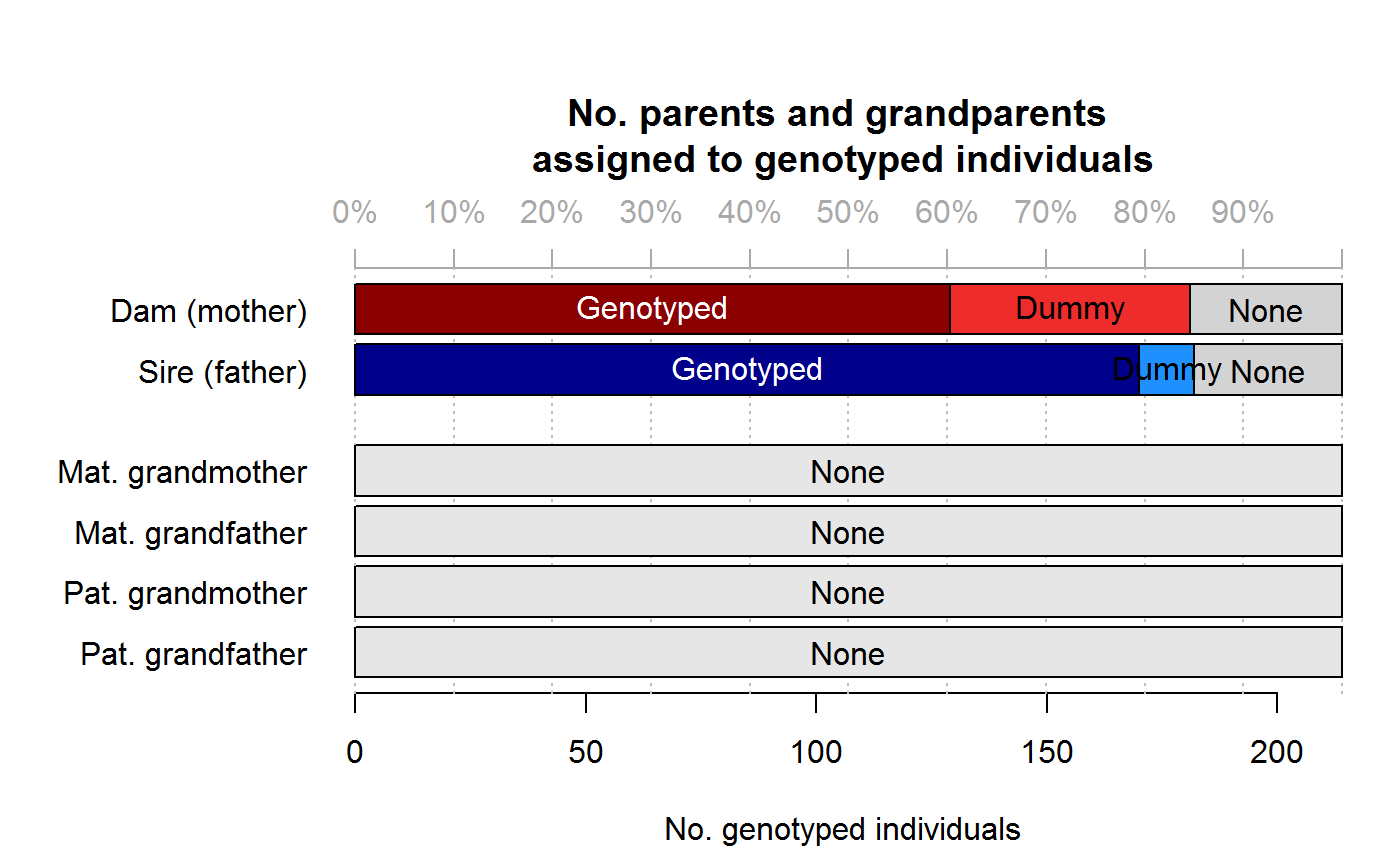 No. parents and grandparents
assigned to genotyped individuals
0% 10% 20% 30% 40% 50% 60% 70% 80% 90%
Dam (mother) Genotyped Dummy None
Sire (father) Genotyped Dummy None
Mat. grandmother None
Mat. grandfather None
Pat. grandmother None
Pat. grandfather None
0 50 100 150 200
No. genotyped individuals